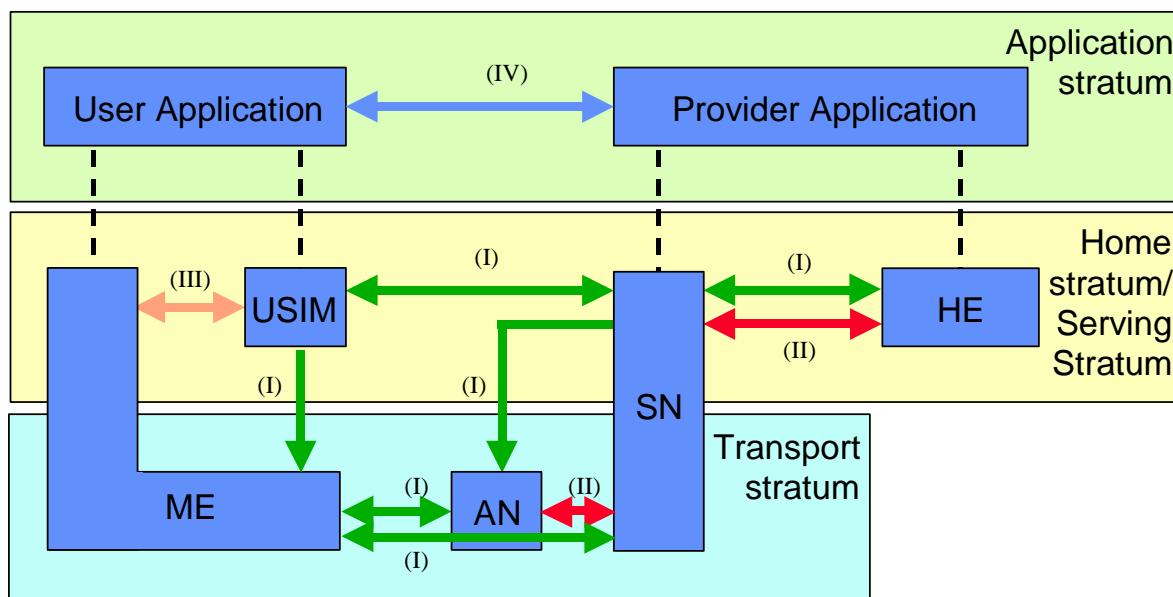 Application
stratum
(IV)
User Application
Provider Application
Home
stratum/
Serving
Stratum
(I)
(I)
(III)
USIM
HE
(II)
(I)
(I)
SN
Transport
stratum
(I)
(II)
ME
AN
(I)